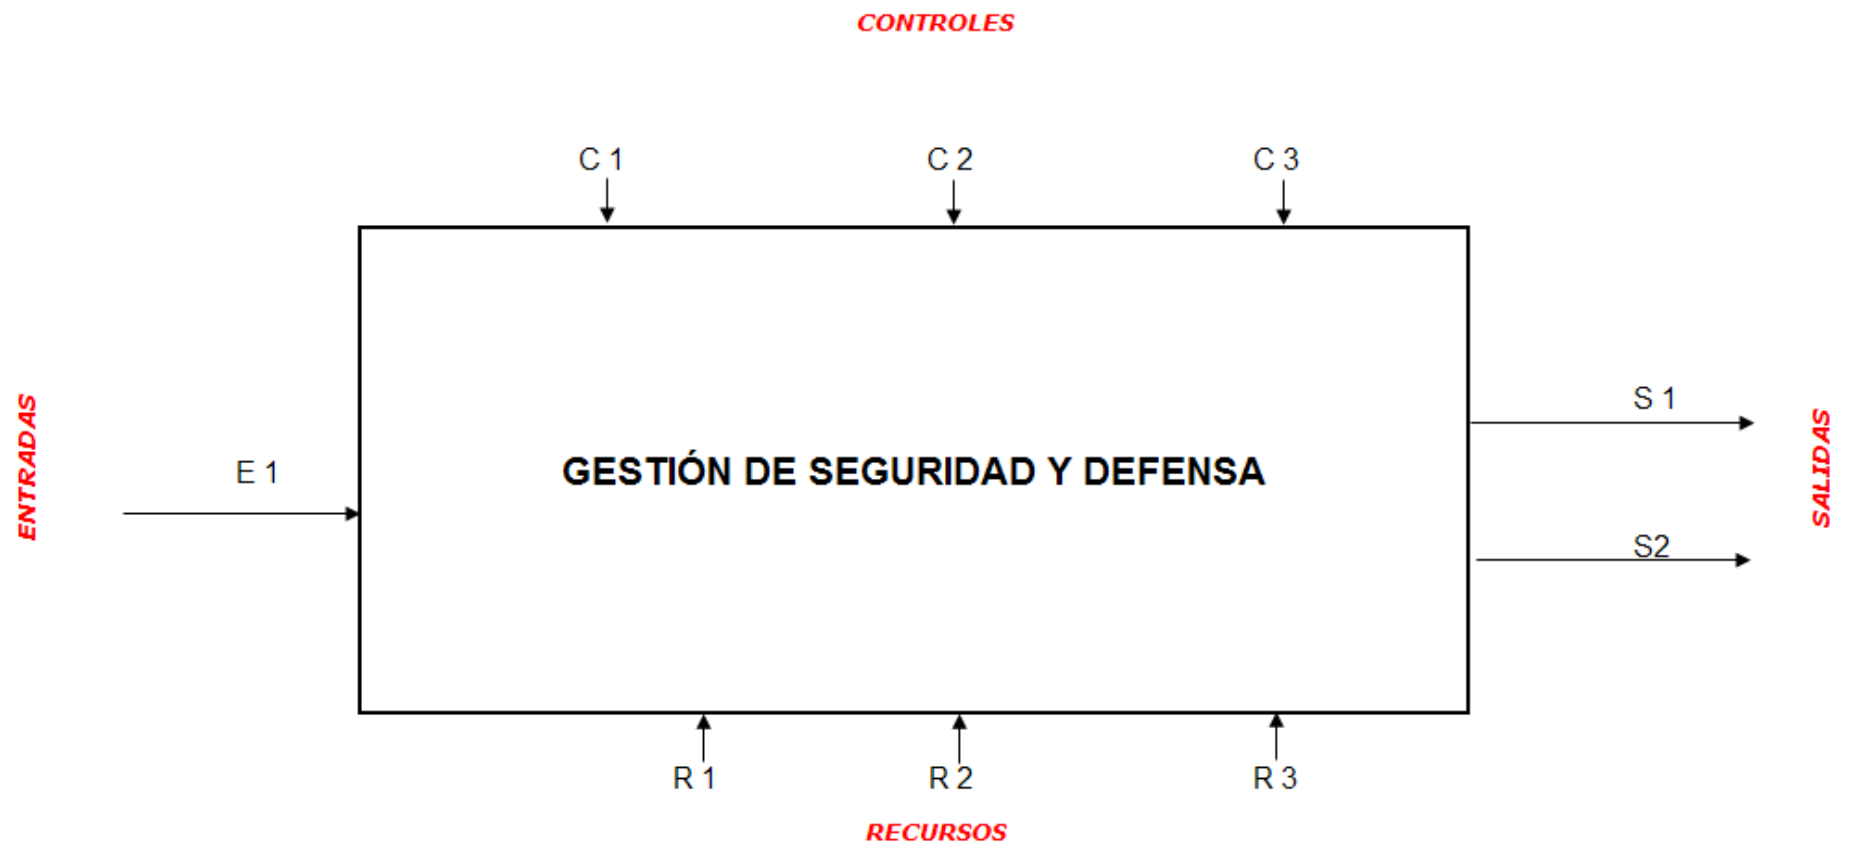 CONTROLES
C 1
C 2
C 3
ENTRADAS
E 1
GESTIÓN DE SEGURIDAD Y DEFENSA
S 1
S2
SALIDAS
R 1
R 2
R 3
RECURSOS